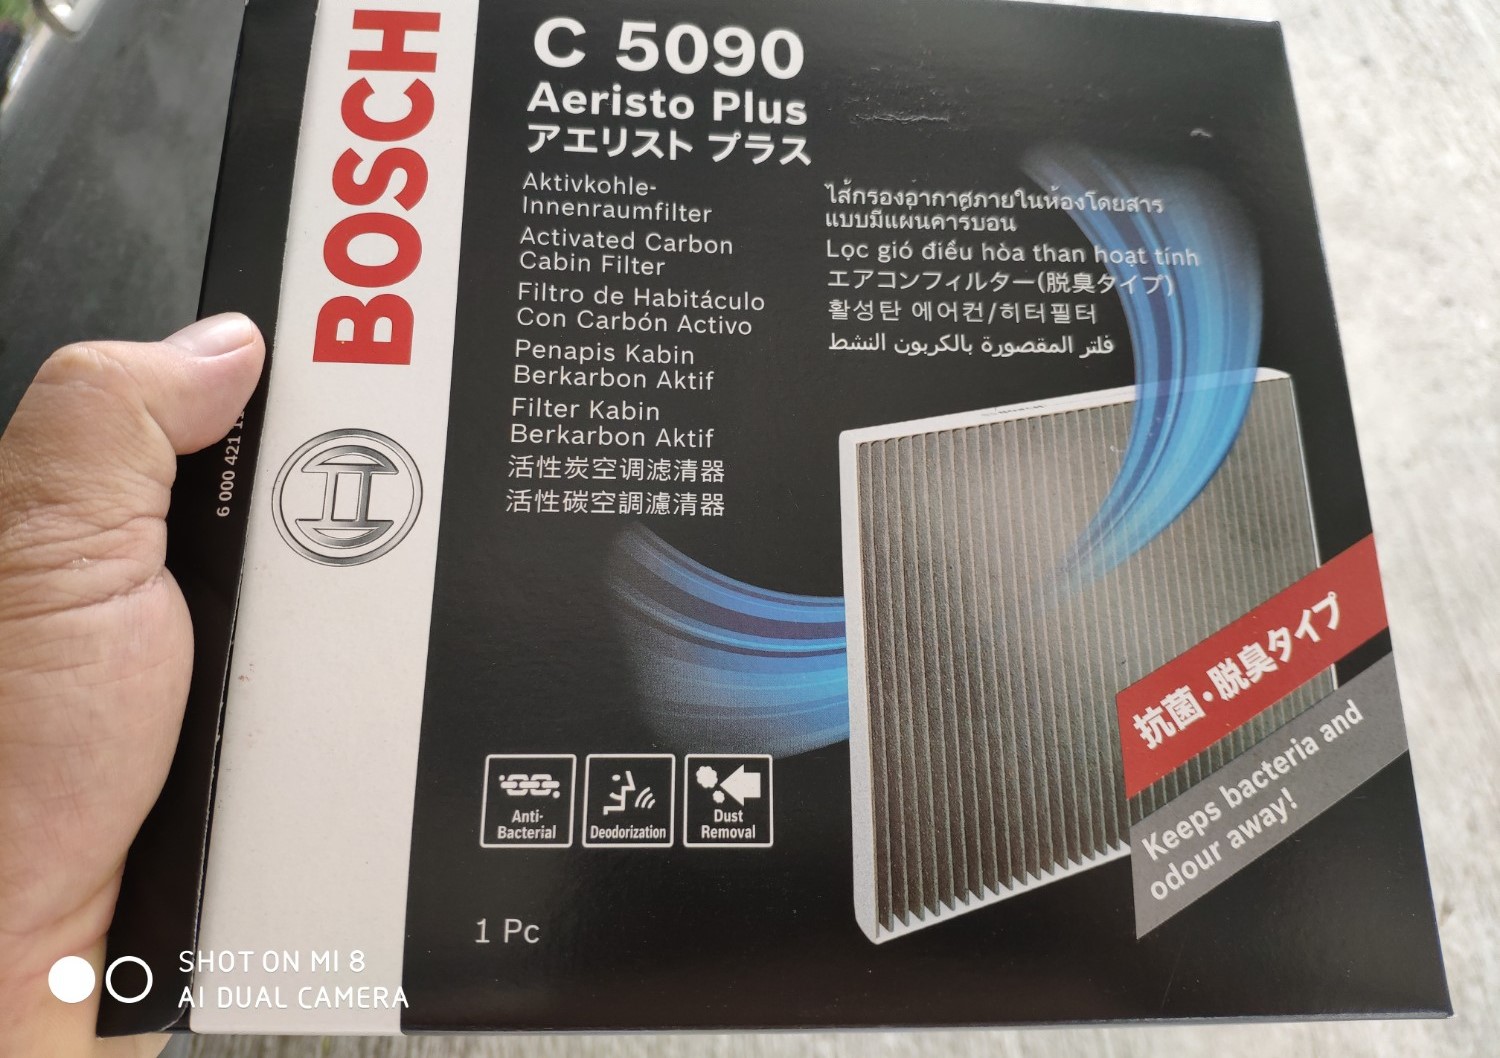 BOSCH
C 5090
Aeristo Plus
アエリスト プラス
Aktivkohle-
Innenraumfilter
Activated Carbon
Cabin Filter
Filtro de Habitáculo
Con Carbón Activo
Penapis Kabin
Berkarbon Aktif
Filter Kabin
Berkarbon Aktif
活性炭空调滤清器
活性碳空調濾清器
ไส้กรองอากาศภายในห้องโดยสาร
แบบมีแผ่นคาร์บอน
Lọc gió điều hòa than hoạt tính
エアコンフィルター(脱臭タイプ)
활성탄 에어컨/히터필터
فلتر المقصورة بالكربون النشط
抗菌・脱臭タイプ
Keeps bacteria and
odour away!
Anti-
Bacterial
Deodorization
Dust
Removal
1 Pc
6 000 421
SHOT ON MI 8
AI DUAL CAMERA